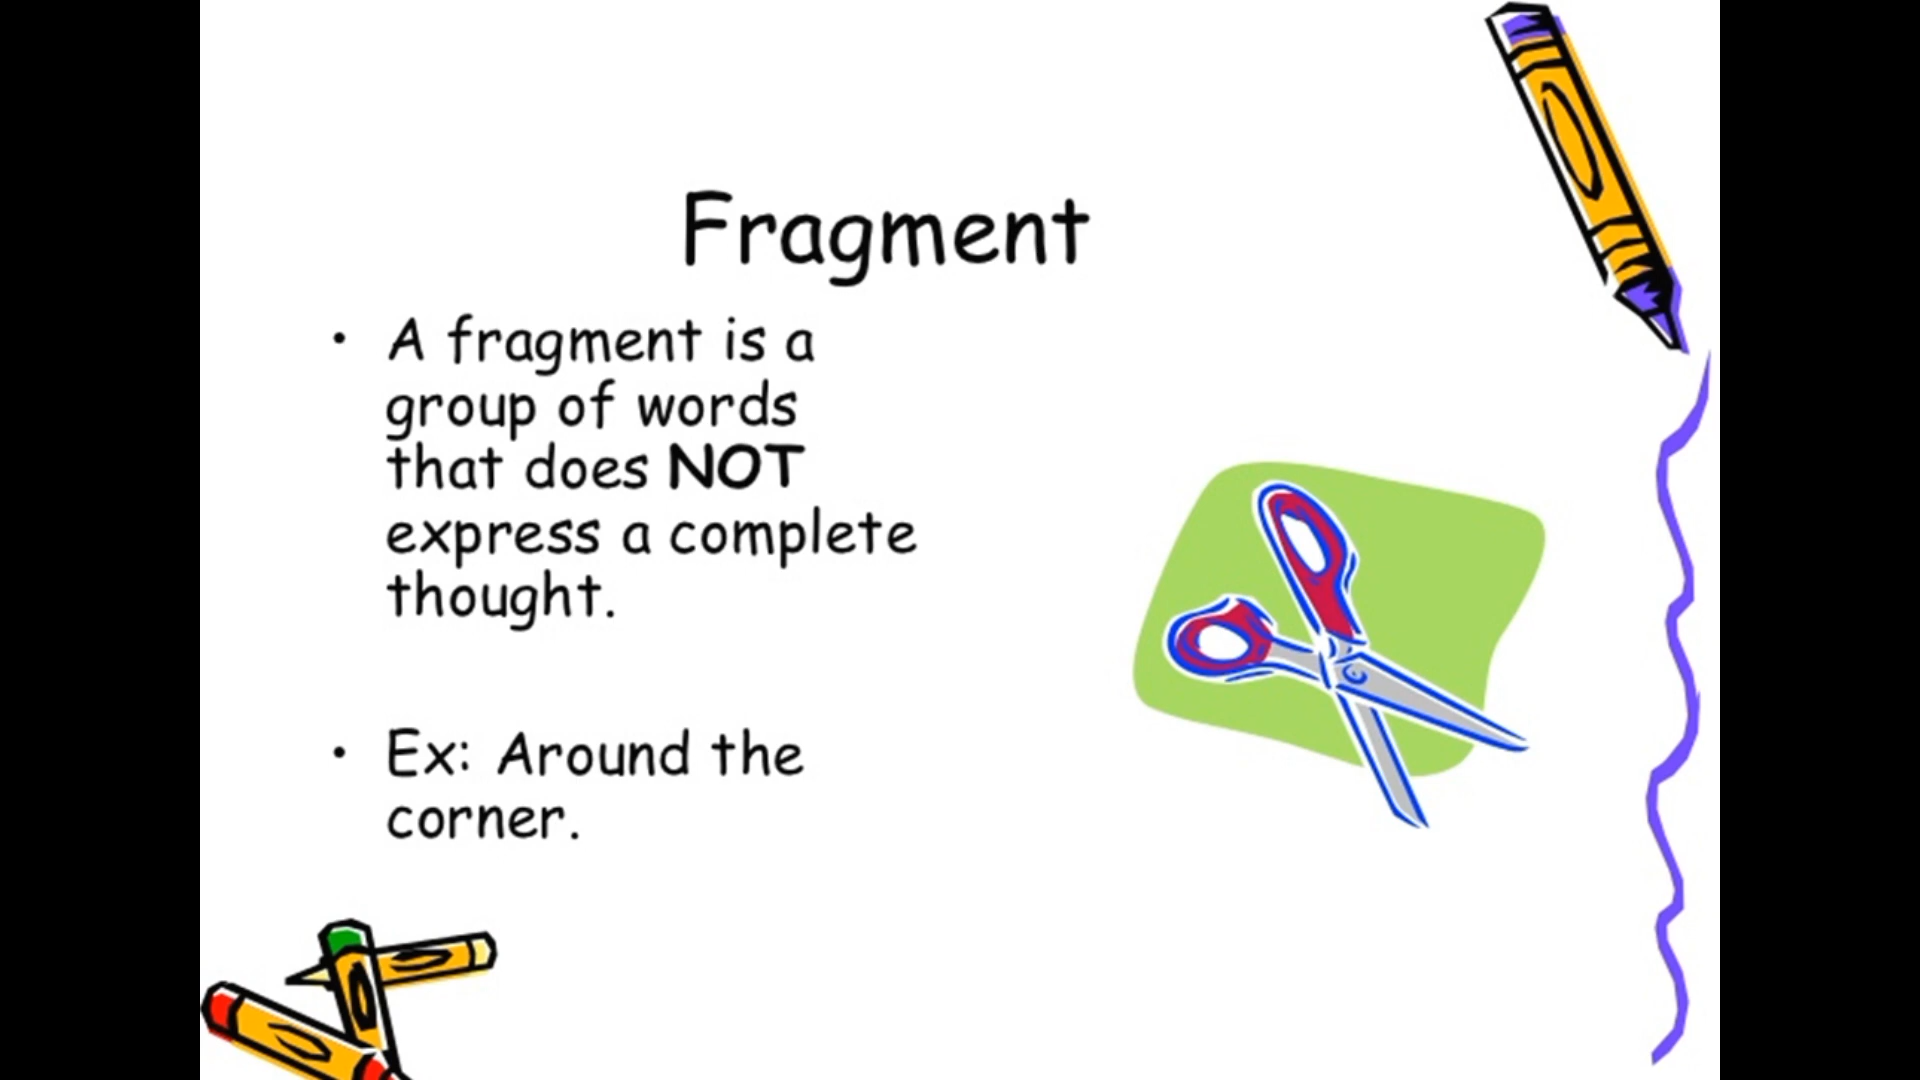 Fragment
• A fragment is a
group of words
that does NOT
express a complete
thought.
• Ex: Around the
corner.